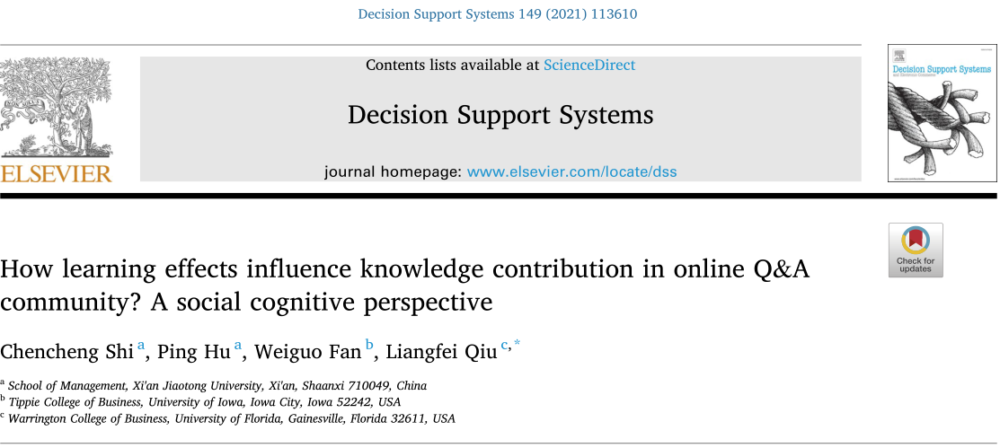 Decision Support Systems 149 (2021) 113610
Contents lists available at ScienceDirect
Decision Support Systems
journal homepage: www.elsevier.com/locate/dss
ELSEVIER
Decision Support Systems
Check for
updates
How learning effects influence knowledge contribution in online Q&A
community? A social cognitive perspective
Chencheng Shi a, Ping Hu a, Weiguo Fan b, Liangfei Qiu c,*
a School of Management, Xi'an Jiaotong University, Xi'an, Shaanxi 710049, China
b Tippie College of Business, University of Iowa, Iowa City, Iowa 52242, USA
c Warrington College of Business, University of Florida, Gainesville, Florida 32611, USA